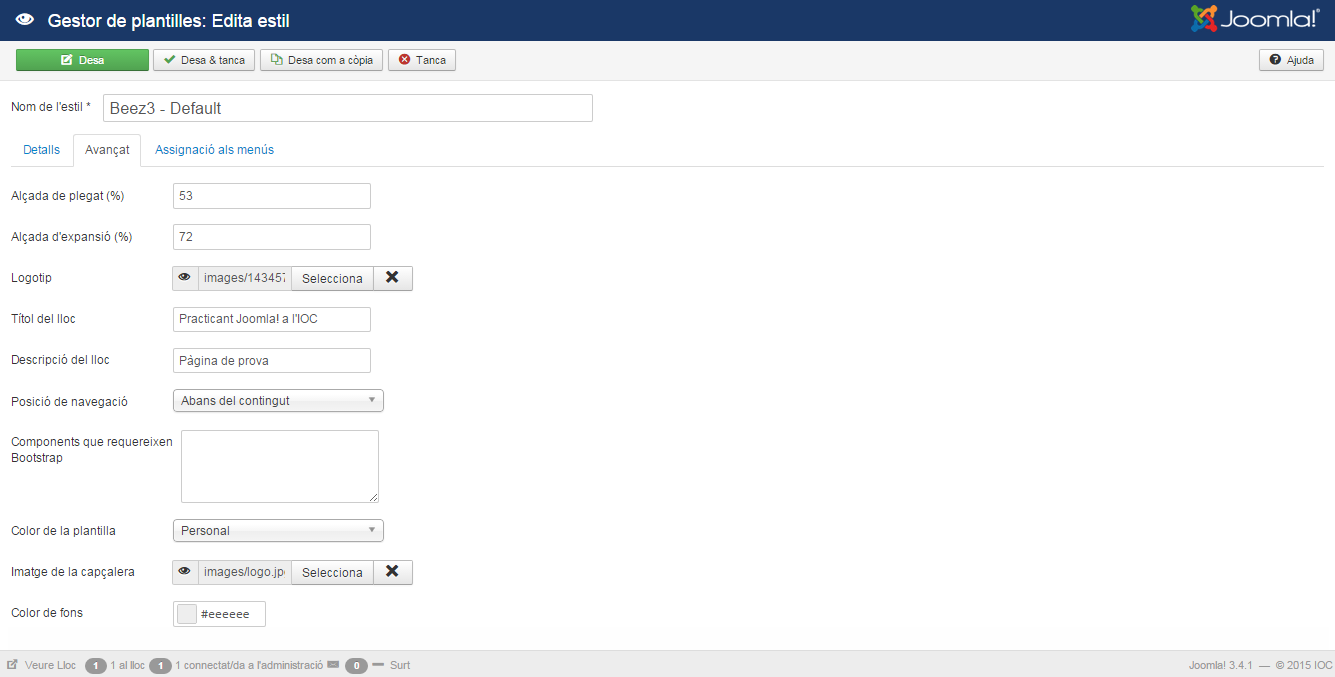 Gestor de plantilles: Edita estil
Joomla!®
Desa
Desa & tanca
Desa com a còpia
Tanca
Ajuda
Nom de l'estil *
Beez3 - Default
Detalls
Avançat
Assignació als menús
Alçada de plegat (%)
53
Alçada d'expansió (%)
72
Logotip
images/143457
Selecciona
Títol del lloc
Practicant Joomla! a l'IOC
Descripció del lloc
Pàgina de prova
Posició de navegació
Abans del contingut
Components que requereixen
Bootstrap
Color de la plantilla
Personal
Imatge de la capçalera
images/logo.jp
Selecciona
Color de fons
#eeeeee
Veure Lloc 1 1 al lloc 1 1 connectat/da a l'administració 0 Surt
Joomla! 3.4.1 — © 2015 IOC